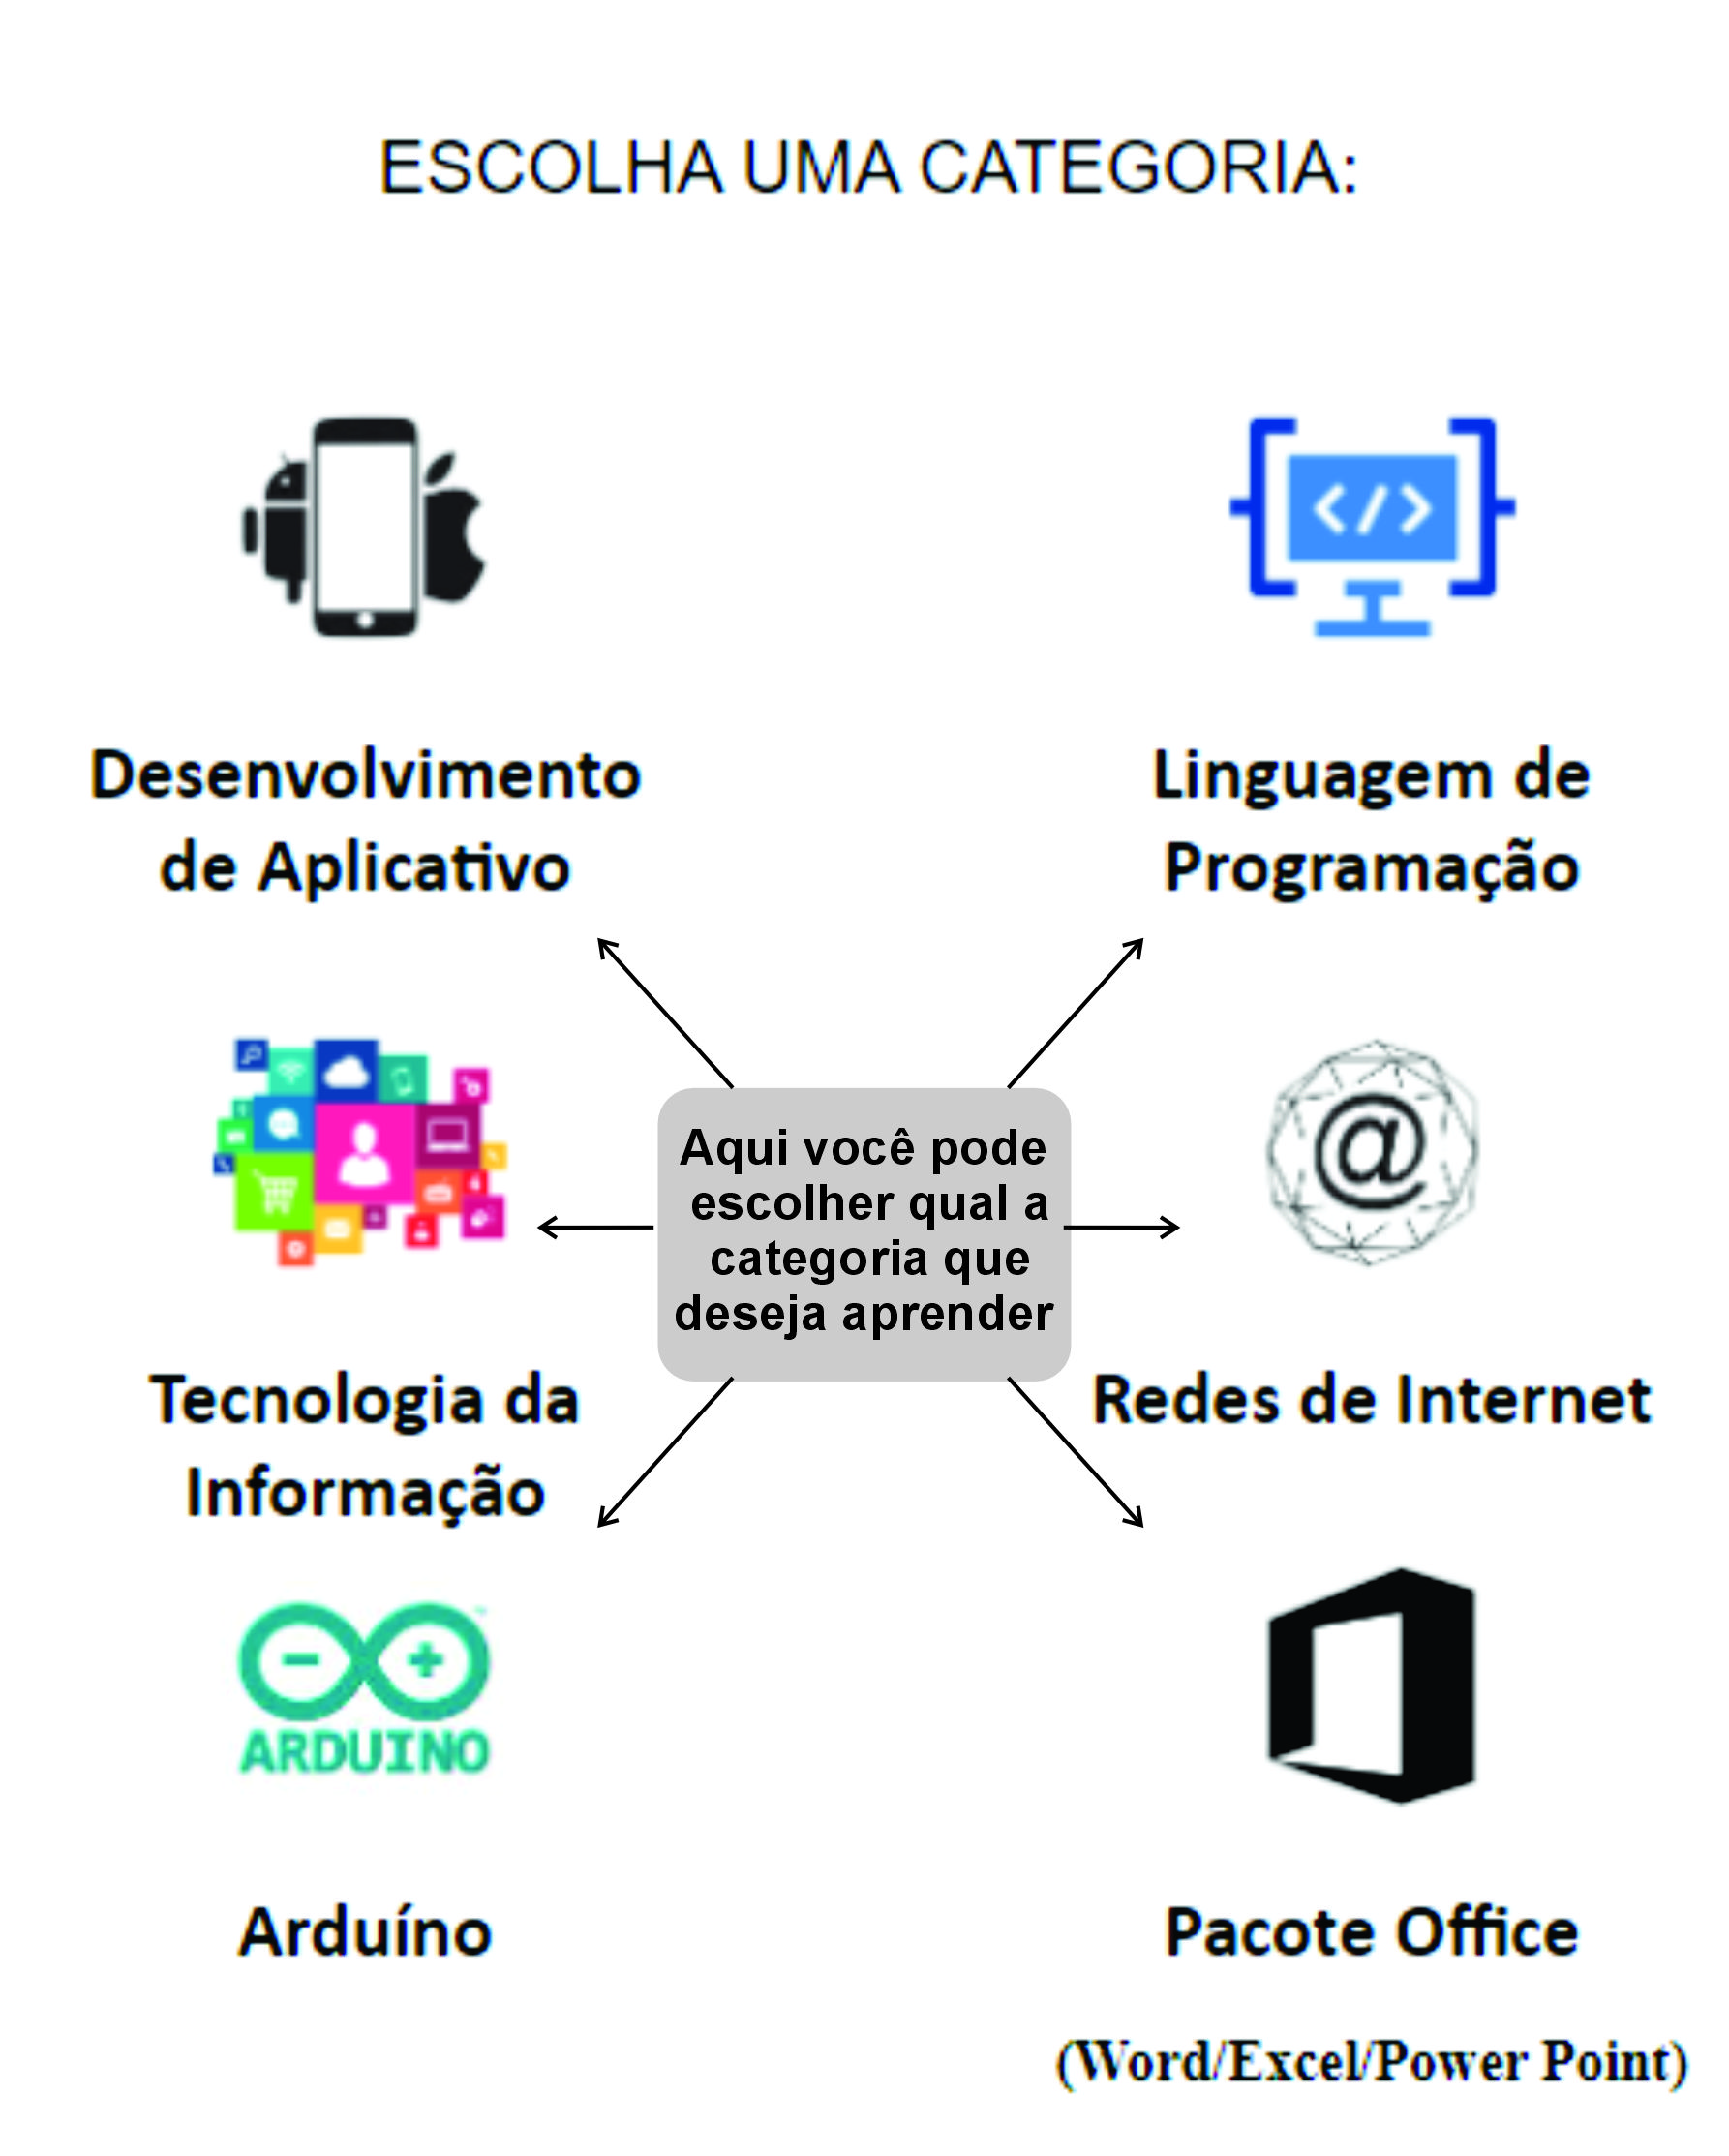 ESCOLHA UMA CATEGORIA:
</>
Desenvolvimento
de Aplicativo
Linguagem de
Programação
@
Aqui você pode
escolher qual a
categoria que
deseja aprender
Tecnologia da
Informação
Redes de Internet
ARDUINO
Arduíno
Pacote Office
(Word/Excel/Power Point)